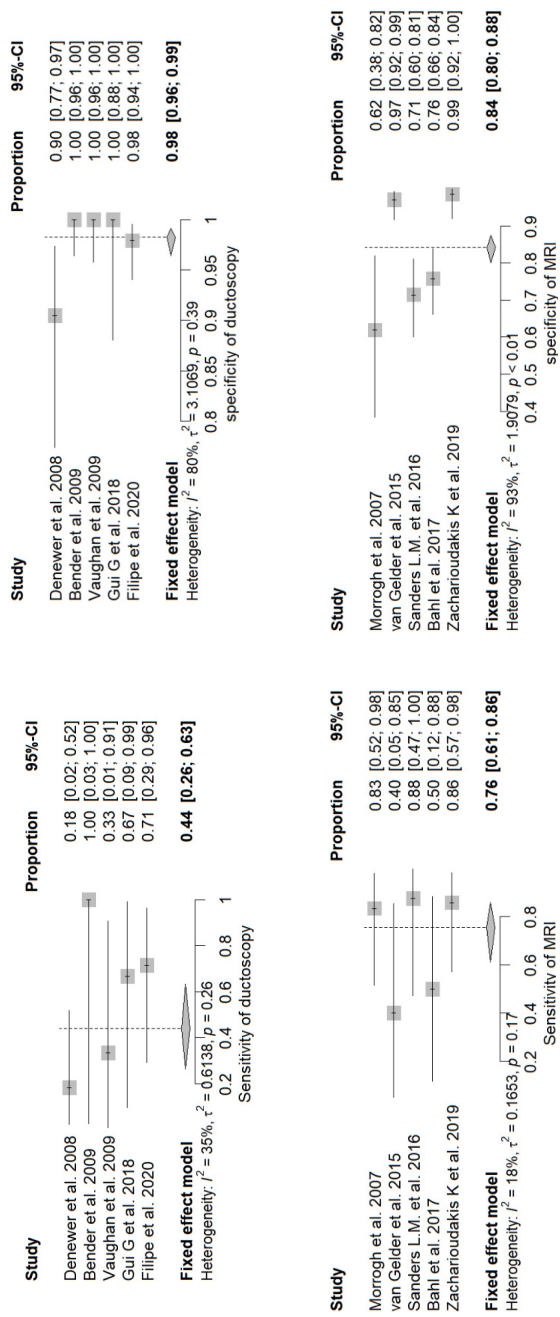 Study Proportion 95%-CI
Denewer et al. 2008 0.18 [0.02; 0.52]
Bender et al. 2009 1.00 [0.03; 1.00]
Vaughan et al. 2009 0.33 [0.01; 0.91]
Gui G et al. 2018 0.67 [0.09; 0.99]
Filipe et al. 2020 0.71 [0.29; 0.96]
Fixed effect model 0.44 [0.26; 0.63]
Heterogeneity: I² = 35%, τ² = 0.6138, p = 0.26
0.2 0.4 0.6 0.8 1
Sensitivity of ductoscopy
Study Proportion 95%-CI
Denewer et al. 2008 0.90 [0.77; 0.97]
Bender et al. 2009 1.00 [0.96; 1.00]
Vaughan et al. 2009 1.00 [0.96; 1.00]
Gui G et al. 2018 1.00 [0.88; 1.00]
Filipe et al. 2020 0.98 [0.94; 1.00]
Fixed effect model 0.98 [0.96; 0.99]
Heterogeneity: I² = 80%, τ² = 3.1069, p = 0.39
0.8 0.85 0.9 0.95 1
specificity of ductoscopy
Study Proportion 95%-CI
Morrogh et al. 2007 0.83 [0.52; 0.98]
van Gelder et al. 2015 0.40 [0.05; 0.85]
Sanders L.M. et al. 2016 0.88 [0.47; 1.00]
Bahl et al. 2017 0.50 [0.12; 0.88]
Zacharioudakis K et al. 2019 0.86 [0.57; 0.98]
Fixed effect model 0.76 [0.61; 0.86]
Heterogeneity: I² = 18%, τ² = 0.1653, p = 0.17
0.2 0.4 0.6 0.8
Sensitivity of MRI
Study Proportion 95%-CI
Morrogh et al. 2007 0.62 [0.38; 0.82]
van Gelder et al. 2015 0.97 [0.92; 0.99]
Sanders L.M. et al. 2016 0.71 [0.60; 0.81]
Bahl et al. 2017 0.76 [0.66; 0.84]
Zacharioudakis K et al. 2019 0.99 [0.92; 1.00]
Fixed effect model 0.84 [0.80; 0.88]
Heterogeneity: I² = 93%, τ² = 1.9079, p < 0.01
0.4 0.5 0.6 0.7 0.8 0.9
specificity of MRI